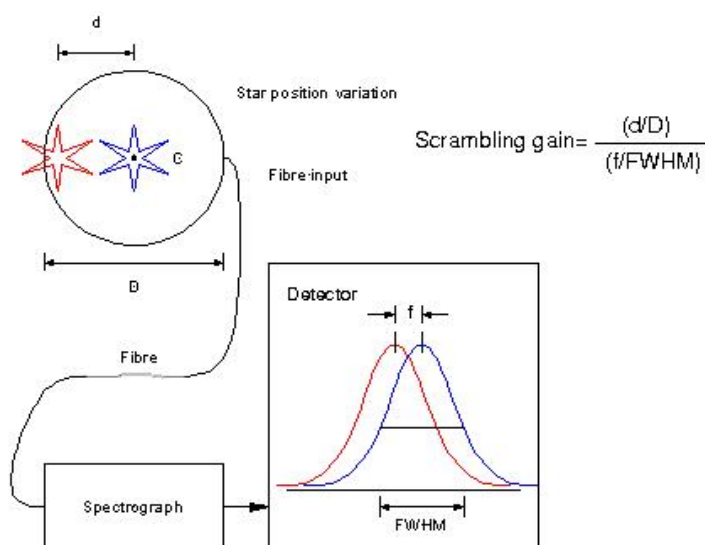 d
Star position variation
Scrambling gain= (d/D)
(f/FWHM)
C
Fibre-input
D
Detector
f
Fibre
Spectrograph
FWHM